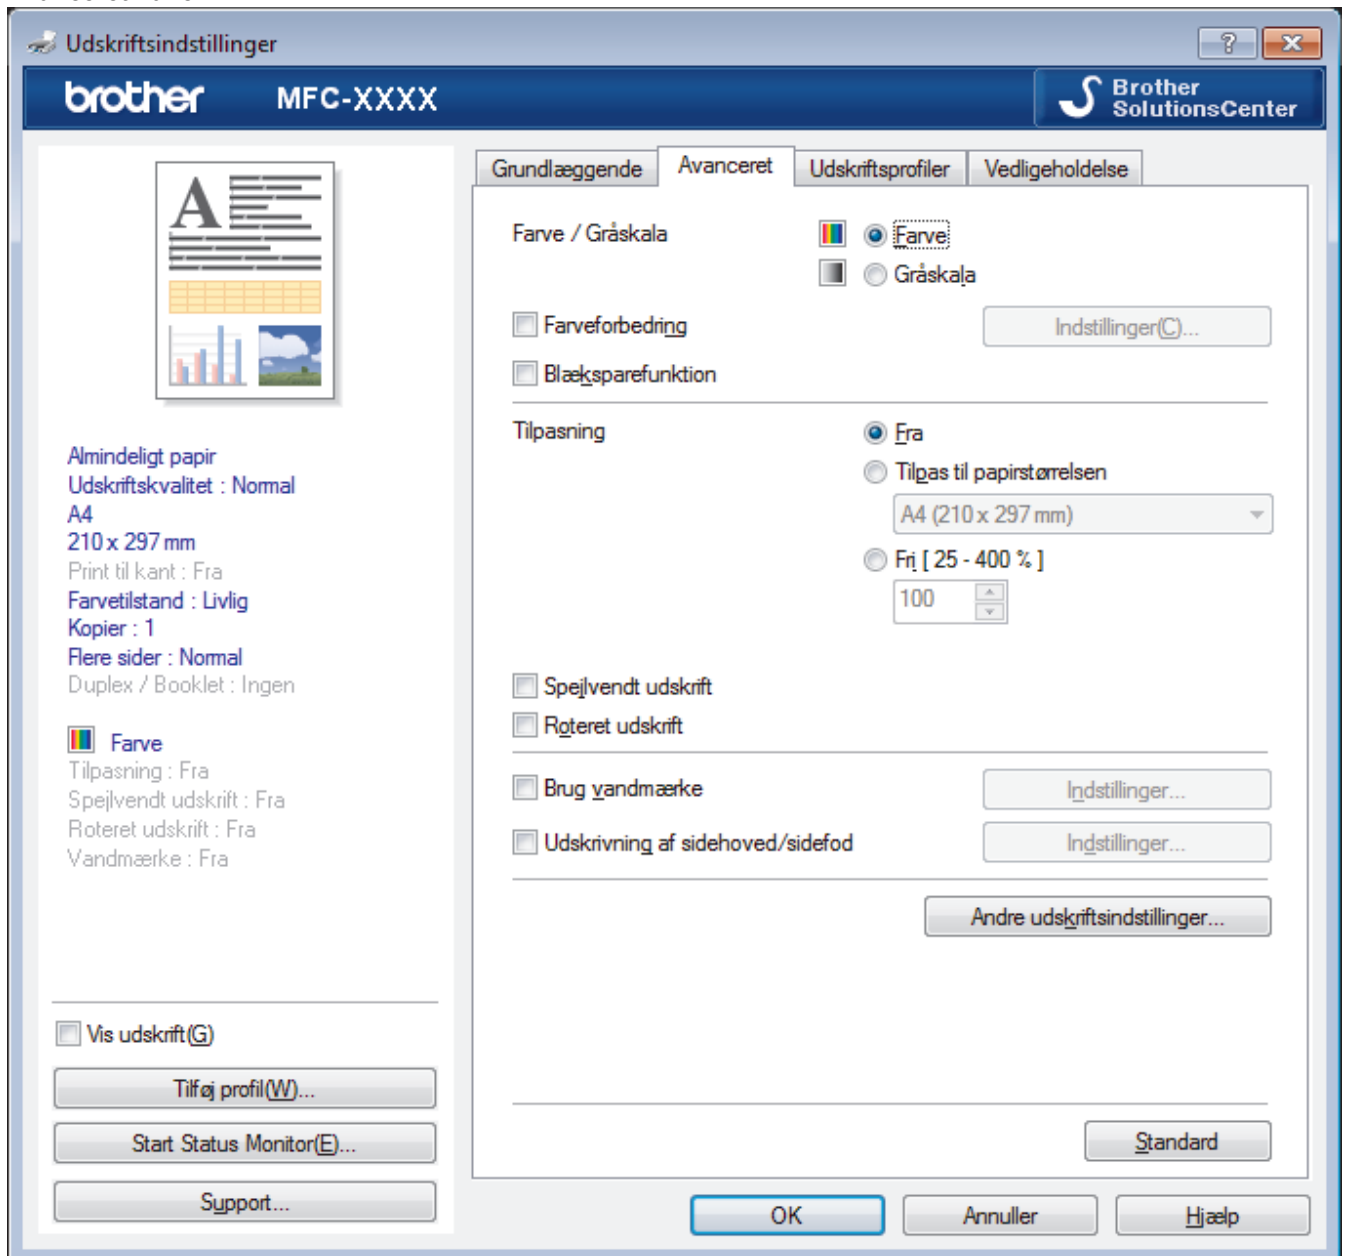 Udskriftsindstillinger
brother MFC-XXXX
Brother
SolutionsCenter
Grundlæggende Avanceret Udskriftsprofiler Vedligeholdelse
Farve / Gråskala
Farve
Gråskala
Farveforbedring Indstillinger(C)...
Blæksparefunktion
Tilpasning
Fra
Tilpas til papirstørrelsen
A4 (210 x 297 mm)
Fri [ 25 - 400 % ]
100
Spejlvendt udskrift
Roteret udskrift
Brug vandmærke Indstillinger...
Udskrivning af sidehoved/sidefod Indstillinger...
Andre udskriftsindstillinger...
Standard
A
Almindeligt papir
Udskriftskvalitet : Normal
A4
210 x 297 mm
Print til kant : Fra
Farvetilstand : Livlig
Kopier : 1
Flere sider : Normal
Duplex / Booklet : Ingen
Farve
Tilpasning : Fra
Spejlvendt udskrift : Fra
Roteret udskrift : Fra
Vandmærke : Fra
Vis udskrift(G)
Tilføj profil(W)...
Start Status Monitor(E)...
Support...
OK Annuller Hjælp